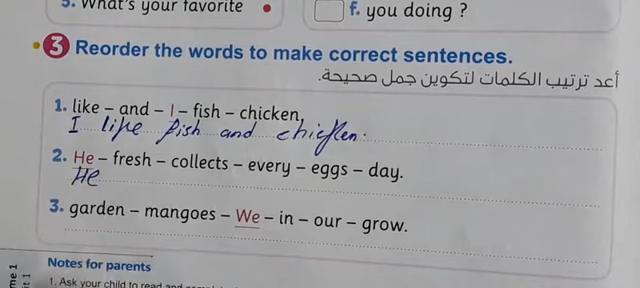 5. What's your favorite
f. you doing ?
3 Reorder the words to make correct sentences.
أعد ترتيب الكلمات لتكوين جمل صحيحة.
1. like – and – I – fish – chicken,
I like fish and chicken.
2. He – fresh – collects – every – eggs – day.
He
3. garden – mangoes – We – in – our – grow.
Notes for parents
1. Ask your child to read and